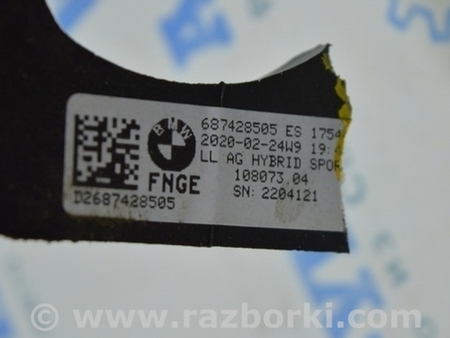 BMW
FNGE
D2687428505
687428505 ES 1754
2020-02-24W9 19:
LL AG HYBRID SPOR
108073.04
SN: 2204121
© www.razborki.com